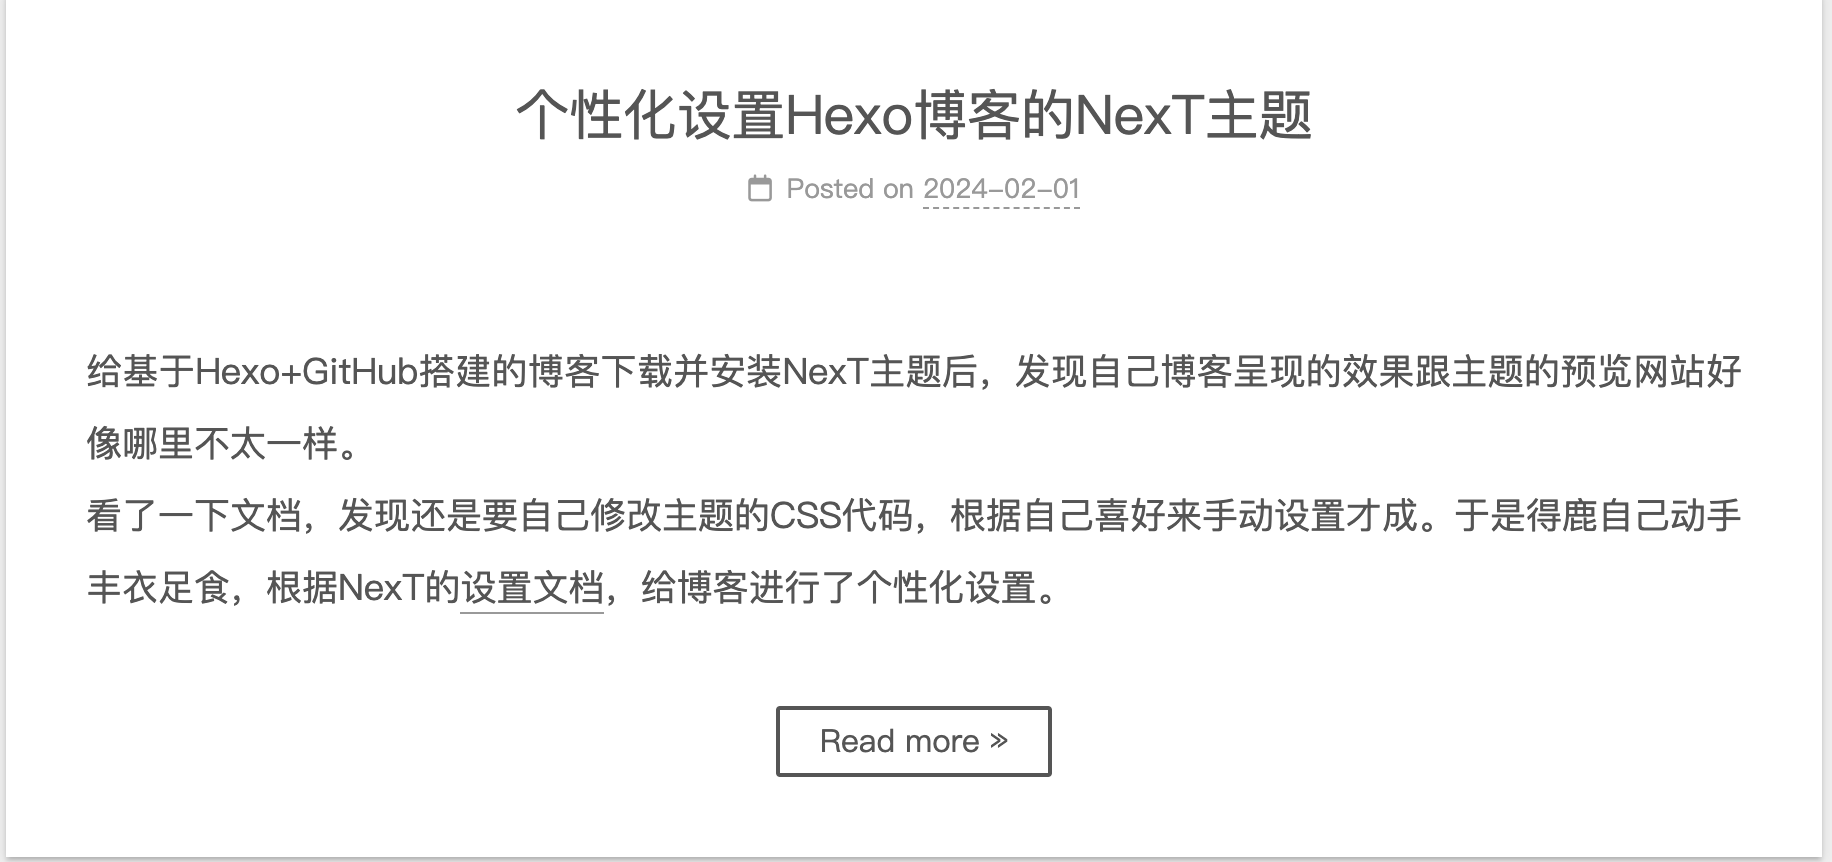 个性化设置Hexo博客的NexT主题
Posted on 2024-02-01
给基于Hexo+GitHub搭建的博客下载并安装NexT主题后，发现自己博客呈现的效果跟主题的预览网站好
像哪里不太一样。
看了一下文档，发现还是要自己修改主题的CSS代码，根据自己喜好来手动设置才成。于是得鹿自己动手
丰衣足食，根据NexT的设置文档，给博客进行了个性化设置。
Read more »